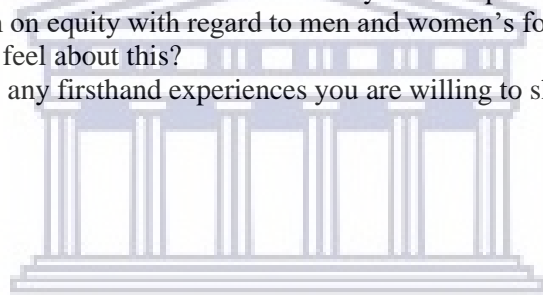 n on equity with regard to men and women’s fo
feel about this?
any firsthand experiences you are willing to s